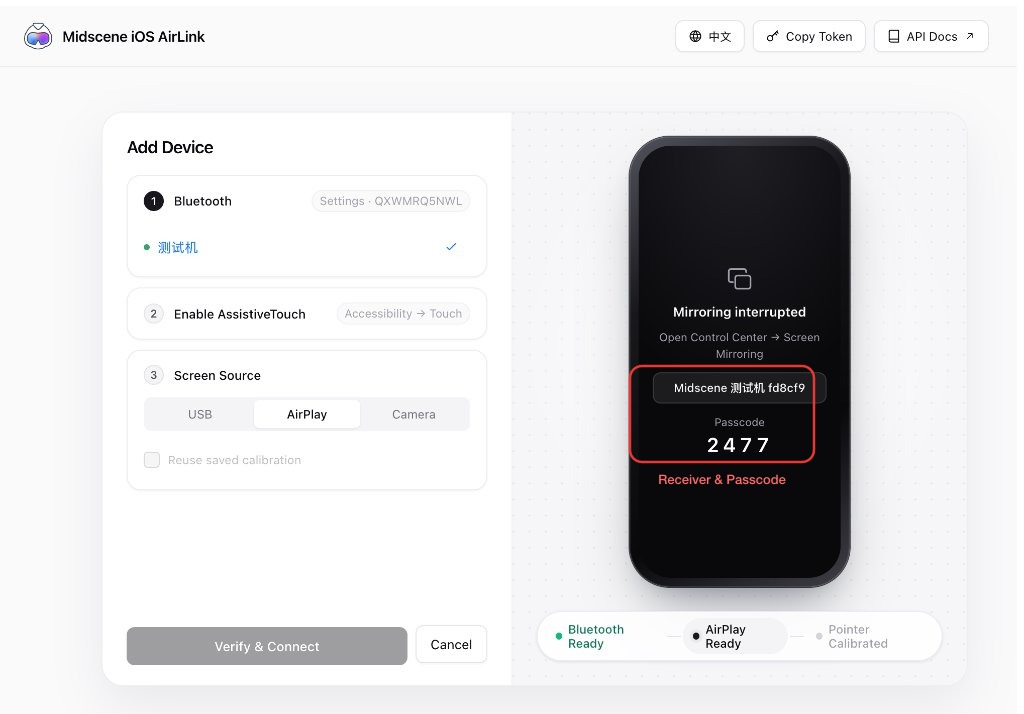 Midscene iOS AirLink
中文
Copy Token
API Docs ↗
Add Device
1 Bluetooth
Settings · QXWMRQ5NWL
测试机
2 Enable AssistiveTouch
Accessibility → Touch
3 Screen Source
USB
AirPlay
Camera
Reuse saved calibration
Verify & Connect
Cancel
Mirroring interrupted
Open Control Center → Screen
Mirroring
Midscene 测试机 fd8cf9
Passcode
2477
Receiver & Passcode
Bluetooth
Ready
AirPlay
Ready
Pointer
Calibrated